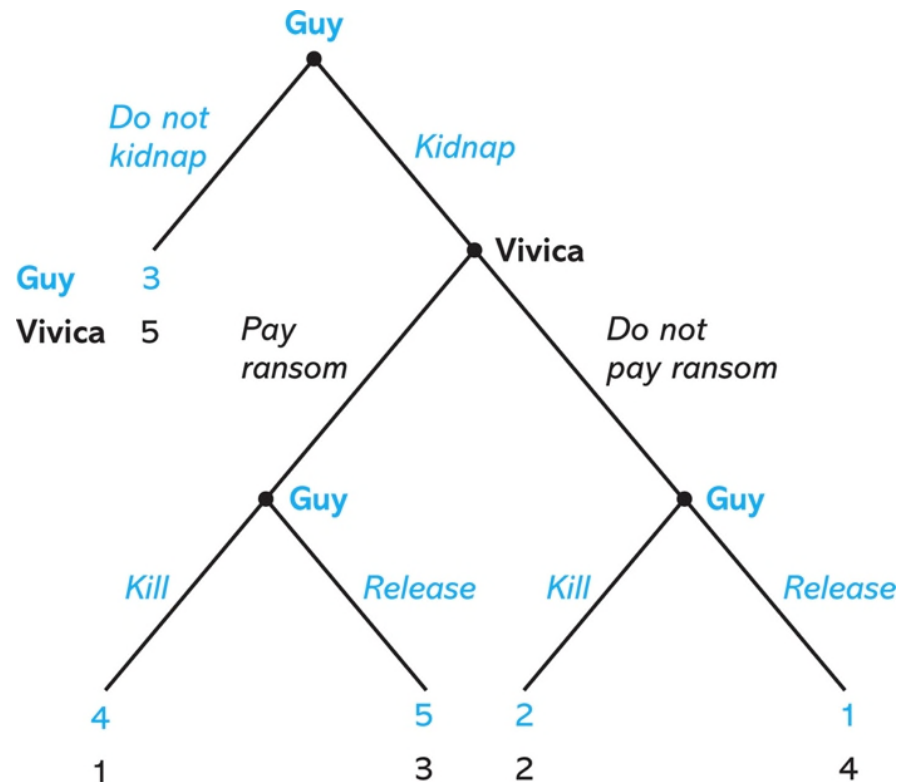 Guy
Do not
kidnap
Kidnap
Vivica
Guy 3
Vivica 5
Pay
ransom
Do not
pay ransom
Guy
Guy
Kill
Release
Kill
Release
4 5 2 1
1 3 2 4